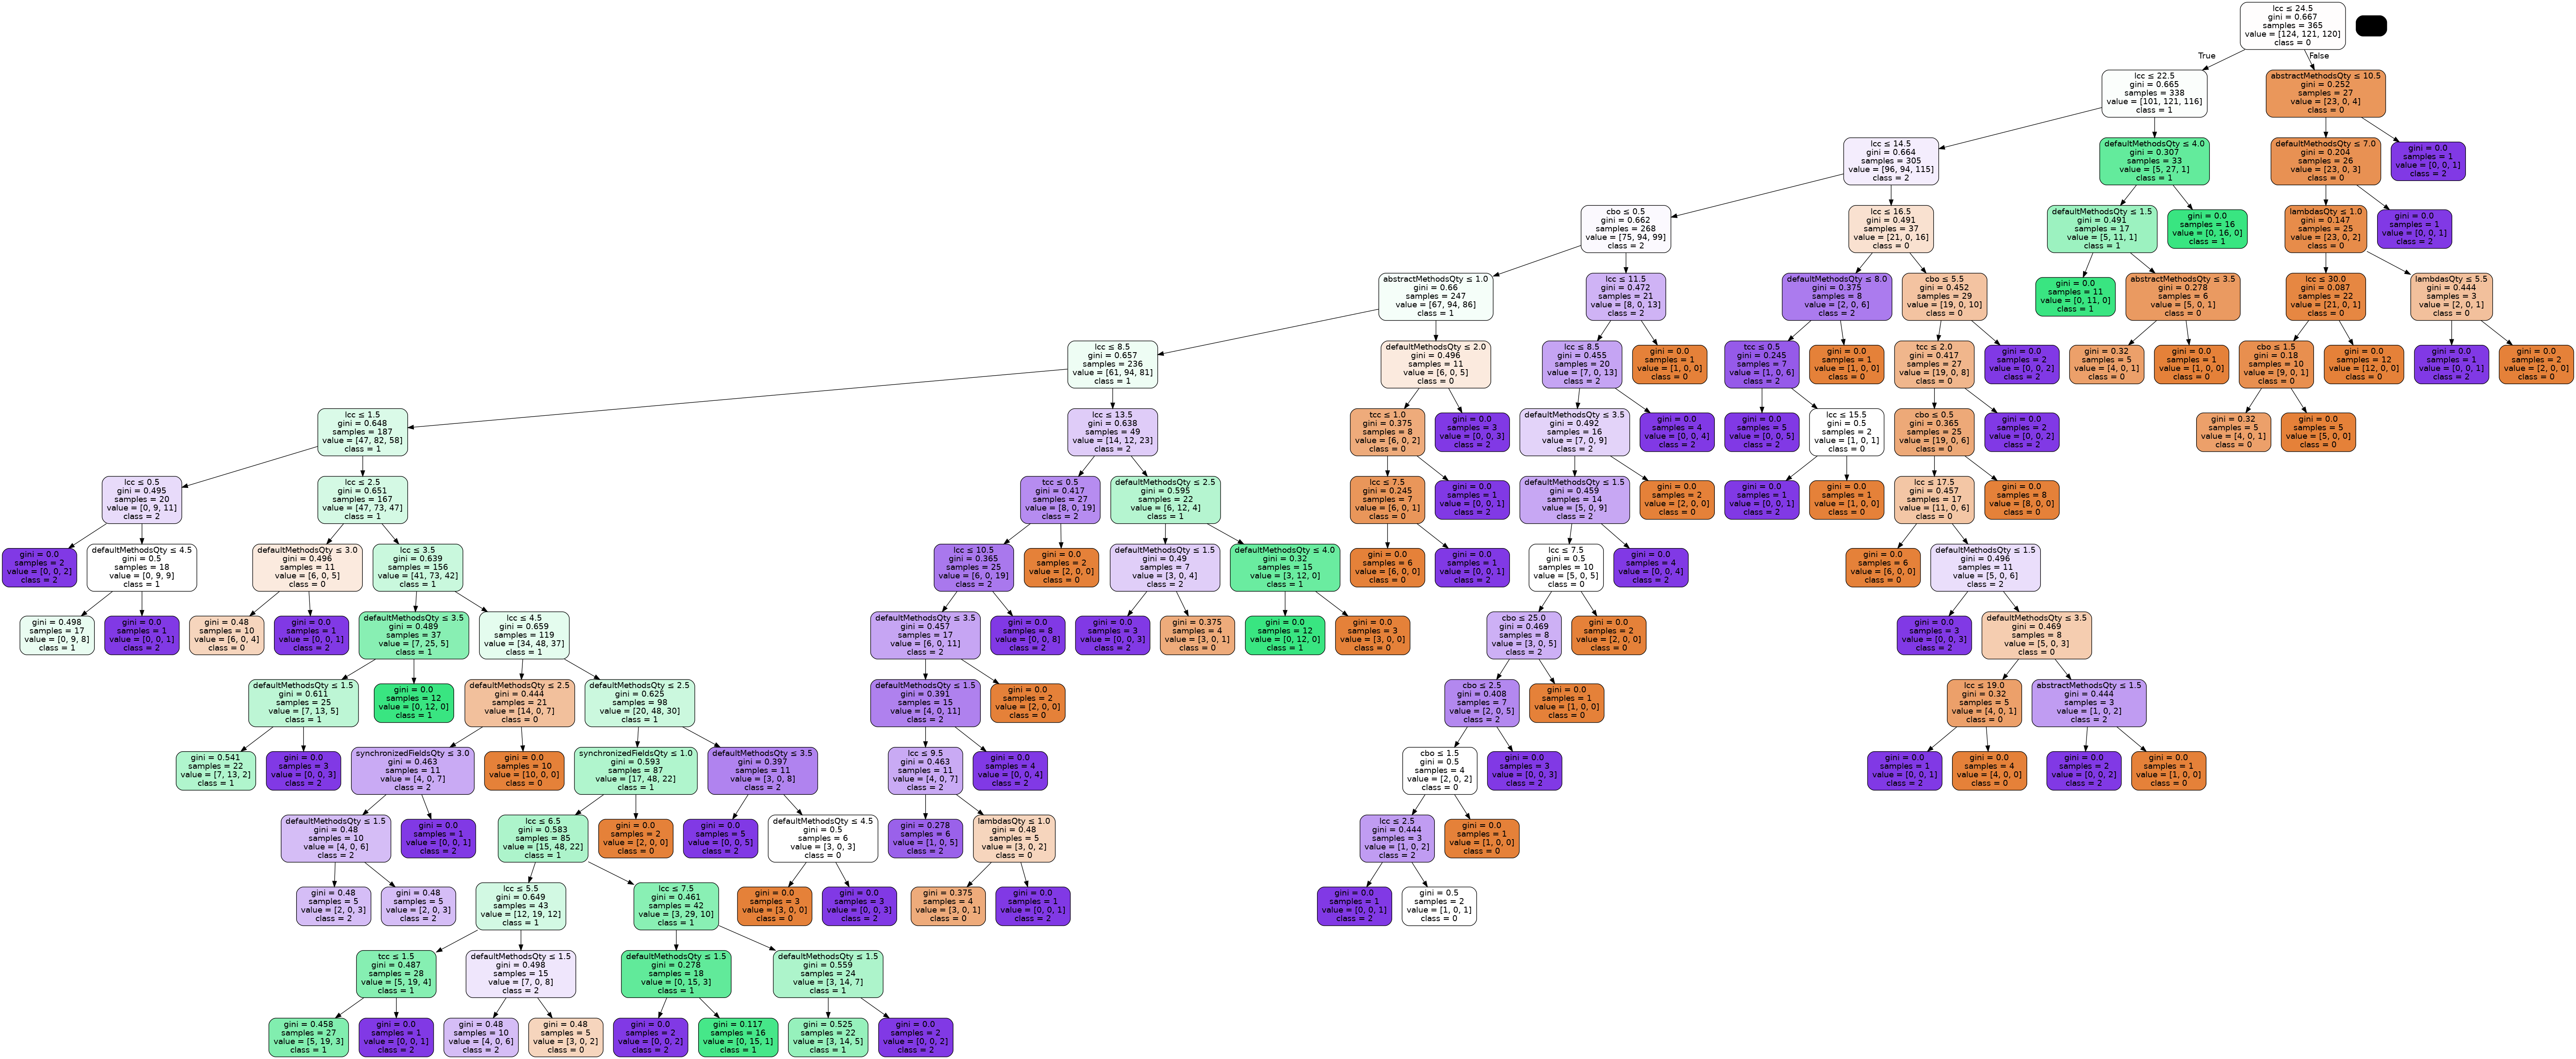 lcc ≤ 24.5
gini = 0.667
samples = 365
value = [124, 121, 120]
class = 0
True
False
lcc ≤ 22.5
gini = 0.665
samples = 338
value = [101, 121, 116]
class = 1
abstractMethodsQty ≤ 10.5
gini = 0.252
samples = 27
value = [23, 0, 4]
class = 0
lcc ≤ 14.5
gini = 0.664
samples = 305
value = [96, 94, 115]
class = 2
defaultMethodsQty ≤ 4.0
gini = 0.307
samples = 33
value = [5, 27, 1]
class = 1
defaultMethodsQty ≤ 7.0
gini = 0.204
samples = 26
value = [23, 0, 3]
class = 0
gini = 0.0
samples = 1
value = [0, 0, 1]
class = 2
cbo ≤ 0.5
gini = 0.662
samples = 268
value = [75, 94, 99]
class = 2
lcc ≤ 16.5
gini = 0.491
samples = 37
value = [21, 0, 16]
class = 0
defaultMethodsQty ≤ 1.5
gini = 0.491
samples = 17
value = [5, 11, 1]
class = 1
gini = 0.0
samples = 16
value = [0, 16, 0]
class = 1
lambdasQty ≤ 1.0
gini = 0.147
samples = 25
value = [23, 0, 2]
class = 0
gini = 0.0
samples = 1
value = [0, 0, 1]
class = 2
abstractMethodsQty ≤ 1.0
gini = 0.66
samples = 247
value = [67, 94, 86]
class = 1
lcc ≤ 11.5
gini = 0.472
samples = 21
value = [8, 0, 13]
class = 2
defaultMethodsQty ≤ 8.0
gini = 0.375
samples = 8
value = [2, 0, 6]
class = 2
cbo ≤ 5.5
gini = 0.452
samples = 29
value = [19, 0, 10]
class = 0
gini = 0.0
samples = 11
value = [0, 11, 0]
class = 1
abstractMethodsQty ≤ 3.5
gini = 0.278
samples = 6
value = [5, 0, 1]
class = 0
lcc ≤ 30.0
gini = 0.087
samples = 22
value = [21, 0, 1]
class = 0
lambdasQty ≤ 5.5
gini = 0.444
samples = 3
value = [2, 0, 1]
class = 0
lcc ≤ 8.5
gini = 0.657
samples = 236
value = [61, 94, 81]
class = 1
defaultMethodsQty ≤ 2.0
gini = 0.496
samples = 11
value = [6, 0, 5]
class = 0
lcc ≤ 8.5
gini = 0.455
samples = 20
value = [7, 0, 13]
class = 2
gini = 0.0
samples = 1
value = [1, 0, 0]
class = 0
tcc ≤ 0.5
gini = 0.245
samples = 7
value = [1, 0, 6]
class = 2
gini = 0.0
samples = 1
value = [1, 0, 0]
class = 0
tcc ≤ 2.0
gini = 0.417
samples = 27
value = [19, 0, 8]
class = 0
gini = 0.0
samples = 2
value = [0, 0, 2]
class = 2
gini = 0.32
samples = 5
value = [4, 0, 1]
class = 0
gini = 0.0
samples = 1
value = [1, 0, 0]
class = 0
cbo ≤ 1.5
gini = 0.18
samples = 10
value = [9, 0, 1]
class = 0
gini = 0.0
samples = 12
value = [12, 0, 0]
class = 0
gini = 0.0
samples = 1
value = [0, 0, 1]
class = 2
gini = 0.0
samples = 2
value = [2, 0, 0]
class = 0
lcc ≤ 1.5
gini = 0.648
samples = 187
value = [47, 82, 58]
class = 1
lcc ≤ 13.5
gini = 0.638
samples = 49
value = [14, 12, 23]
class = 2
tcc ≤ 1.0
gini = 0.375
samples = 8
value = [6, 0, 2]
class = 0
gini = 0.0
samples = 3
value = [0, 0, 3]
class = 2
defaultMethodsQty ≤ 3.5
gini = 0.492
samples = 16
value = [7, 0, 9]
class = 2
gini = 0.0
samples = 4
value = [0, 0, 4]
class = 2
gini = 0.0
samples = 5
value = [0, 0, 5]
class = 2
lcc ≤ 15.5
gini = 0.5
samples = 2
value = [1, 0, 1]
class = 0
cbo ≤ 0.5
gini = 0.365
samples = 25
value = [19, 0, 6]
class = 0
gini = 0.0
samples = 2
value = [0, 0, 2]
class = 2
gini = 0.32
samples = 5
value = [4, 0, 1]
class = 0
gini = 0.0
samples = 5
value = [5, 0, 0]
class = 0
lcc ≤ 0.5
gini = 0.495
samples = 20
value = [0, 9, 11]
class = 2
lcc ≤ 2.5
gini = 0.651
samples = 167
value = [47, 73, 47]
class = 1
tcc ≤ 0.5
gini = 0.417
samples = 27
value = [8, 0, 19]
class = 2
defaultMethodsQty ≤ 2.5
gini = 0.595
samples = 22
value = [6, 12, 4]
class = 1
lcc ≤ 7.5
gini = 0.245
samples = 7
value = [6, 0, 1]
class = 0
gini = 0.0
samples = 1
value = [0, 0, 1]
class = 2
defaultMethodsQty ≤ 1.5
gini = 0.459
samples = 14
value = [5, 0, 9]
class = 2
gini = 0.0
samples = 2
value = [2, 0, 0]
class = 0
gini = 0.0
samples = 1
value = [0, 0, 1]
class = 2
gini = 0.0
samples = 1
value = [1, 0, 0]
class = 0
lcc ≤ 17.5
gini = 0.457
samples = 17
value = [11, 0, 6]
class = 0
gini = 0.0
samples = 8
value = [8, 0, 0]
class = 0
gini = 0.0
samples = 2
value = [0, 0, 2]
class = 2
defaultMethodsQty ≤ 4.5
gini = 0.5
samples = 18
value = [0, 9, 9]
class = 1
defaultMethodsQty ≤ 3.0
gini = 0.496
samples = 11
value = [6, 0, 5]
class = 0
lcc ≤ 3.5
gini = 0.639
samples = 156
value = [41, 73, 42]
class = 1
lcc ≤ 10.5
gini = 0.365
samples = 25
value = [6, 0, 19]
class = 2
gini = 0.0
samples = 2
value = [2, 0, 0]
class = 0
defaultMethodsQty ≤ 1.5
gini = 0.49
samples = 7
value = [3, 0, 4]
class = 2
defaultMethodsQty ≤ 4.0
gini = 0.32
samples = 15
value = [3, 12, 0]
class = 1
gini = 0.0
samples = 6
value = [6, 0, 0]
class = 0
gini = 0.0
samples = 1
value = [0, 0, 1]
class = 2
lcc ≤ 7.5
gini = 0.5
samples = 10
value = [5, 0, 5]
class = 0
gini = 0.0
samples = 4
value = [0, 0, 4]
class = 2
gini = 0.0
samples = 6
value = [6, 0, 0]
class = 0
defaultMethodsQty ≤ 1.5
gini = 0.496
samples = 11
value = [5, 0, 6]
class = 2
gini = 0.498
samples = 17
value = [0, 9, 8]
class = 1
gini = 0.0
samples = 1
value = [0, 0, 1]
class = 2
gini = 0.48
samples = 10
value = [6, 0, 4]
class = 0
gini = 0.0
samples = 1
value = [0, 0, 1]
class = 2
defaultMethodsQty ≤ 3.5
gini = 0.489
samples = 37
value = [7, 25, 5]
class = 1
lcc ≤ 4.5
gini = 0.659
samples = 119
value = [34, 48, 37]
class = 1
defaultMethodsQty ≤ 3.5
gini = 0.457
samples = 17
value = [6, 0, 11]
class = 2
gini = 0.0
samples = 8
value = [0, 0, 8]
class = 2
gini = 0.0
samples = 3
value = [0, 0, 3]
class = 2
gini = 0.375
samples = 4
value = [3, 0, 1]
class = 0
gini = 0.0
samples = 12
value = [0, 12, 0]
class = 1
gini = 0.0
samples = 3
value = [3, 0, 0]
class = 0
cbo ≤ 25.0
gini = 0.469
samples = 8
value = [3, 0, 5]
class = 2
gini = 0.0
samples = 2
value = [2, 0, 0]
class = 0
gini = 0.0
samples = 3
value = [0, 0, 3]
class = 2
defaultMethodsQty ≤ 3.5
gini = 0.469
samples = 8
value = [5, 0, 3]
class = 0
defaultMethodsQty ≤ 1.5
gini = 0.611
samples = 25
value = [7, 13, 5]
class = 1
gini = 0.0
samples = 12
value = [0, 12, 0]
class = 1
defaultMethodsQty ≤ 2.5
gini = 0.444
samples = 21
value = [14, 0, 7]
class = 0
defaultMethodsQty ≤ 2.5
gini = 0.625
samples = 98
value = [20, 48, 30]
class = 1
defaultMethodsQty ≤ 1.5
gini = 0.391
samples = 15
value = [4, 0, 11]
class = 2
gini = 0.0
samples = 2
value = [2, 0, 0]
class = 0
cbo ≤ 2.5
gini = 0.408
samples = 7
value = [2, 0, 5]
class = 2
gini = 0.0
samples = 1
value = [1, 0, 0]
class = 0
lcc ≤ 19.0
gini = 0.32
samples = 5
value = [4, 0, 1]
class = 0
abstractMethodsQty ≤ 1.5
gini = 0.444
samples = 3
value = [1, 0, 2]
class = 2
gini = 0.541
samples = 22
value = [7, 13, 2]
class = 1
gini = 0.0
samples = 3
value = [0, 0, 3]
class = 2
synchronizedFieldsQty ≤ 3.0
gini = 0.463
samples = 11
value = [4, 0, 7]
class = 2
gini = 0.0
samples = 10
value = [10, 0, 0]
class = 0
synchronizedFieldsQty ≤ 1.0
gini = 0.593
samples = 87
value = [17, 48, 22]
class = 1
defaultMethodsQty ≤ 3.5
gini = 0.397
samples = 11
value = [3, 0, 8]
class = 2
lcc ≤ 9.5
gini = 0.463
samples = 11
value = [4, 0, 7]
class = 2
gini = 0.0
samples = 4
value = [0, 0, 4]
class = 2
cbo ≤ 1.5
gini = 0.5
samples = 4
value = [2, 0, 2]
class = 0
gini = 0.0
samples = 3
value = [0, 0, 3]
class = 2
gini = 0.0
samples = 1
value = [0, 0, 1]
class = 2
gini = 0.0
samples = 4
value = [4, 0, 0]
class = 0
gini = 0.0
samples = 2
value = [0, 0, 2]
class = 2
gini = 0.0
samples = 1
value = [1, 0, 0]
class = 0
defaultMethodsQty ≤ 1.5
gini = 0.48
samples = 10
value = [4, 0, 6]
class = 2
gini = 0.0
samples = 1
value = [0, 0, 1]
class = 2
lcc ≤ 6.5
gini = 0.583
samples = 85
value = [15, 48, 22]
class = 1
gini = 0.0
samples = 2
value = [2, 0, 0]
class = 0
gini = 0.0
samples = 5
value = [0, 0, 5]
class = 2
defaultMethodsQty ≤ 4.5
gini = 0.5
samples = 6
value = [3, 0, 3]
class = 0
gini = 0.278
samples = 6
value = [1, 0, 5]
class = 2
lambdasQty ≤ 1.0
gini = 0.48
samples = 5
value = [3, 0, 2]
class = 0
lcc ≤ 2.5
gini = 0.444
samples = 3
value = [1, 0, 2]
class = 2
gini = 0.0
samples = 1
value = [1, 0, 0]
class = 0
gini = 0.48
samples = 5
value = [2, 0, 3]
class = 2
gini = 0.48
samples = 5
value = [2, 0, 3]
class = 2
lcc ≤ 5.5
gini = 0.649
samples = 43
value = [12, 19, 12]
class = 1
lcc ≤ 7.5
gini = 0.461
samples = 42
value = [3, 29, 10]
class = 1
gini = 0.0
samples = 3
value = [3, 0, 0]
class = 0
gini = 0.0
samples = 3
value = [0, 0, 3]
class = 2
gini = 0.375
samples = 4
value = [3, 0, 1]
class = 0
gini = 0.0
samples = 1
value = [0, 0, 1]
class = 2
gini = 0.0
samples = 1
value = [0, 0, 1]
class = 2
gini = 0.5
samples = 2
value = [1, 0, 1]
class = 0
tcc ≤ 1.5
gini = 0.487
samples = 28
value = [5, 19, 4]
class = 1
defaultMethodsQty ≤ 1.5
gini = 0.498
samples = 15
value = [7, 0, 8]
class = 2
defaultMethodsQty ≤ 1.5
gini = 0.278
samples = 18
value = [0, 15, 3]
class = 1
defaultMethodsQty ≤ 1.5
gini = 0.559
samples = 24
value = [3, 14, 7]
class = 1
gini = 0.458
samples = 27
value = [5, 19, 3]
class = 1
gini = 0.0
samples = 1
value = [0, 0, 1]
class = 2
gini = 0.48
samples = 10
value = [4, 0, 6]
class = 2
gini = 0.48
samples = 5
value = [3, 0, 2]
class = 0
gini = 0.0
samples = 2
value = [0, 0, 2]
class = 2
gini = 0.117
samples = 16
value = [0, 15, 1]
class = 1
gini = 0.525
samples = 22
value = [3, 14, 5]
class = 1
gini = 0.0
samples = 2
value = [0, 0, 2]
class = 2